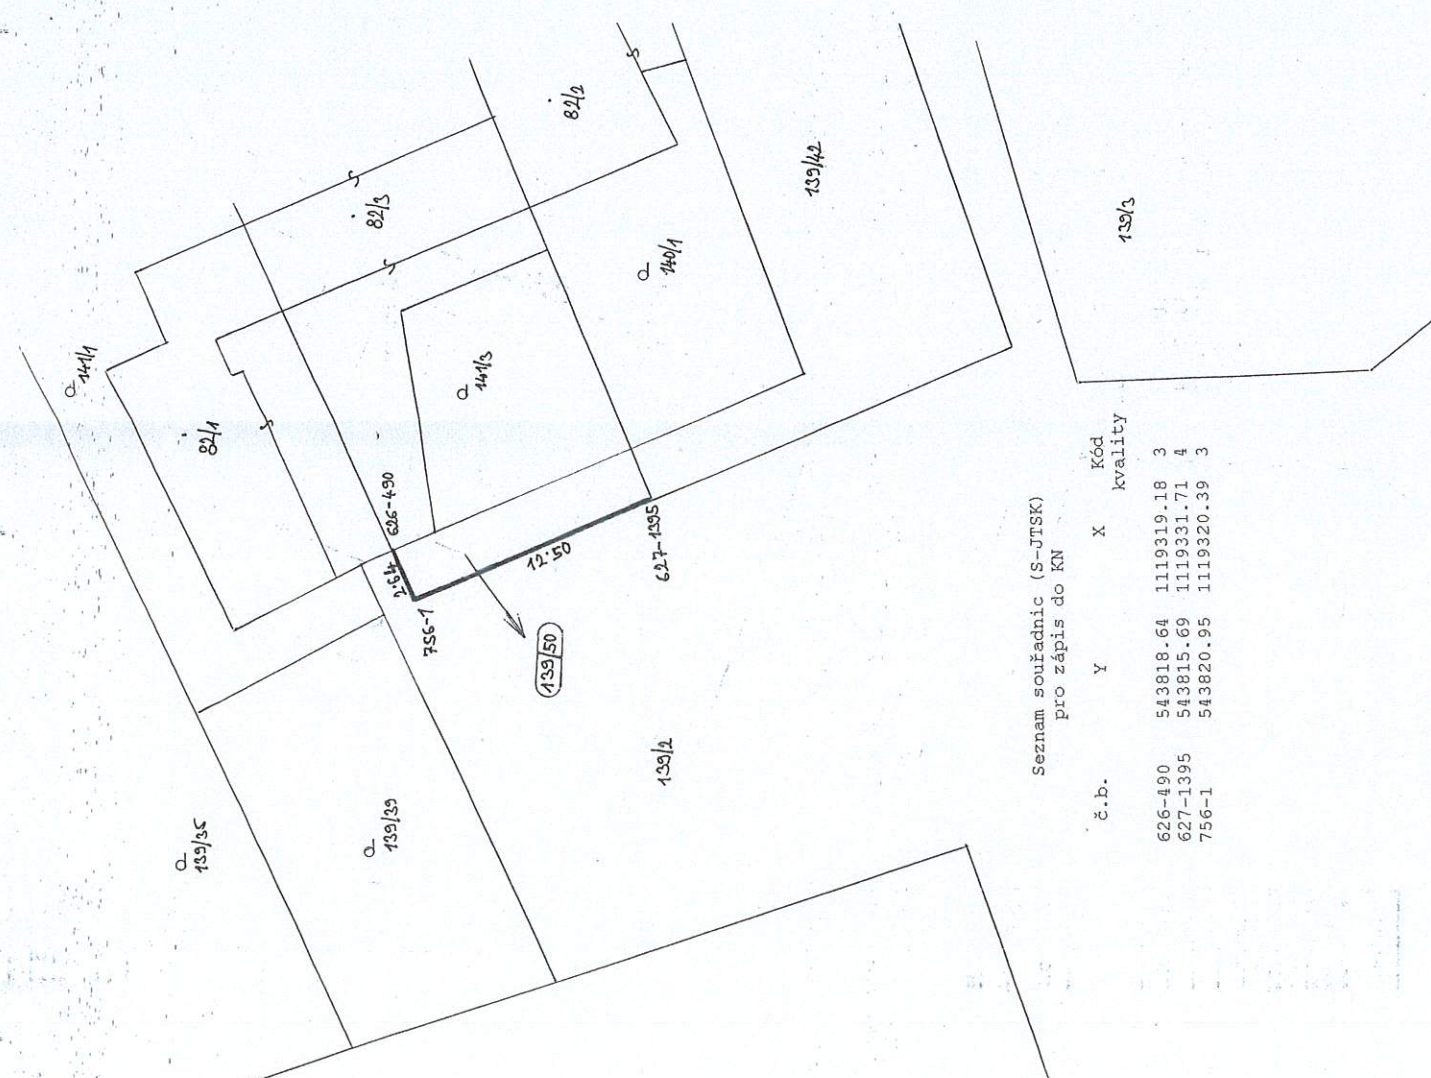 141/1
82/1
82/3
82/2
139/42
139/3
140/1
141/3
626-490
2.64
756-1
12.50
627-1395
139/50
139/2
139/35
139/39
Seznam souřadnic (S-JTSK)
pro zápis do KN
č.b. Y X Kód
kvality
626-490 543818.64 1119319.18 3
627-1395 543815.69 1119331.71 4
756-1 543820.95 1119320.39 3